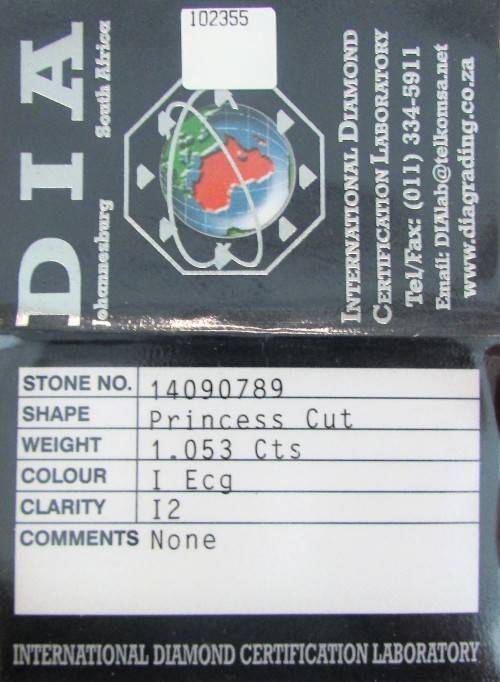 102355
DIA
Johannesburg South Africa
INTERNATIONAL DIAMOND
CERTIFICATION LABORATORY
Tel/Fax: (011) 334-5911
Email: DIAlab@telkomsa.net
www.diagrading.co.za
STONE NO. 14090789
SHAPE Princess Cut
WEIGHT 1.053 Cts
COLOUR I Ecg
CLARITY I2
COMMENTS None
INTERNATIONAL DIAMOND CERTIFICATION LABORATORY